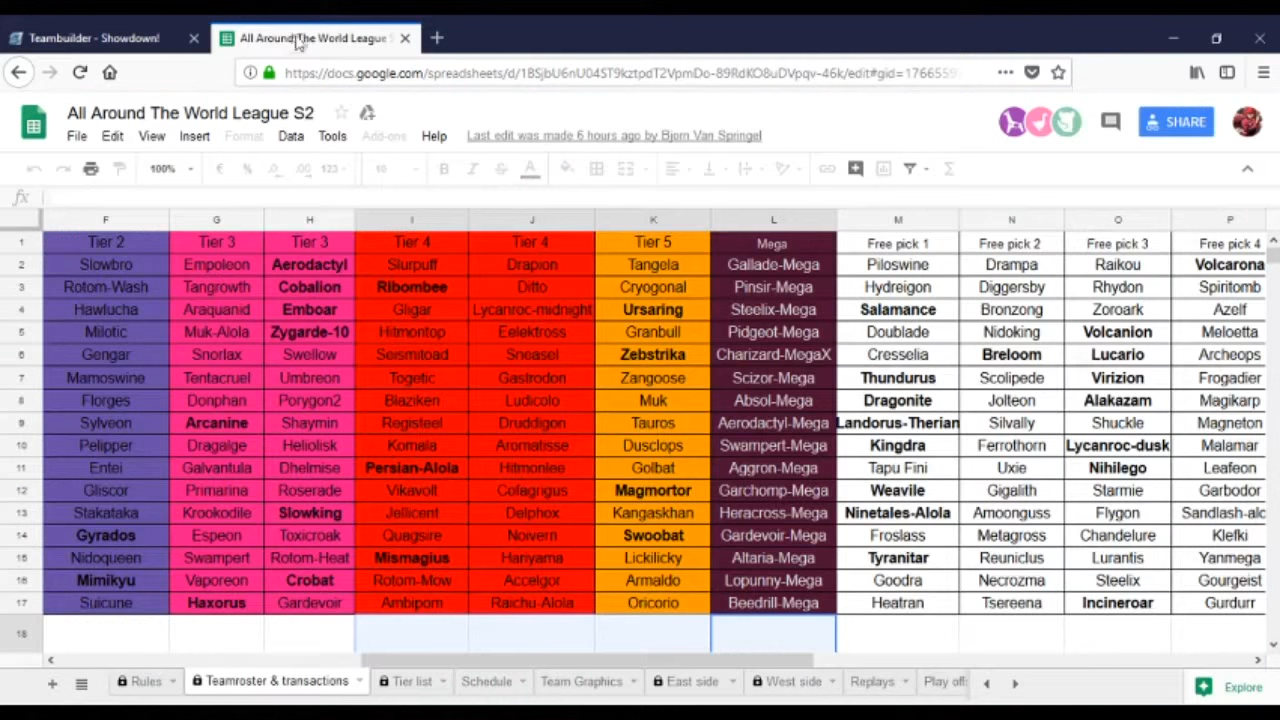 Teambuilder - Showdown! All Around The World League S
https://docs.google.com/spreadsheets/d/
All Around The World League S2
File Edit View Insert Format Data Tools Add-ons Help Last edit was made 6 hours ago by Bjorn Van Springel
SHARE
100% € % .0 .00 123 10 B I S A
fx
F G H I J K L M N O P
1 Tier 2 Tier 3 Tier 3 Tier 4 Tier 4 Tier 5 Mega Free pick 1 Free pick 2 Free pick 3 Free pick 4
2 Slowbro Empoleon Aerodactyl Slurpuff Drapion Tangela Gallade-Mega Piloswine Drampa Raikou Volcarona
3 Rotom-Wash Tangrowth Cobalion Ribombee Ditto Cryogonal Pinsir-Mega Hydreigon Diggersby Rhydon Spiritomb
4 Hawlucha Araquanid Emboar Gligar Lycanroc-midnight Ursaring Steelix-Mega Salamance Bronzong Zoroark Azelf
5 Milotic Muk-Alola Zygarde-10 Hitmontop Eelektross Granbull Pidgeot-Mega Doublade Nidoking Volcanion Meloetta
6 Gengar Snorlax Swellow Seismitoad Sneasel Zebstrika Charizard-MegaX Cresselia Breloom Lucario Archeops
7 Mamoswine Tentacruel Umbreon Togetic Gastrodon Zangoose Scizor-Mega Thundurus Scolipede Virizion Frogadier
8 Florges Donphan Porygon2 Blaziken Ludicolo Muk Absol-Mega Dragonite Jolteon Alakazam Magikarp
9 Sylveon Arcanine Shaymin Registeel Druddigon Tauros Aerodactyl-Mega Landorus-Therian Silvally Shuckle Magneton
10 Pelipper Dragalge Heliolisk Komala Aromatisse Dusclops Swampert-Mega Kingdra Ferrothorn Lycanroc-dusk Malamar
11 Entei Galvantula Dhelmise Persian-Alola Hitmonlee Golbat Aggron-Mega Tapu Fini Uxie Nihilego Leafeon
12 Gliscor Primarina Roserade Vikavolt Cofagrigus Magmortor Garchomp-Mega Weavile Gigalith Starmie Garbodor
13 Stakataka Krookodile Slowking Jellicent Delphox Kangaskhan Heracross-Mega Ninetales-Alola Amoonguss Flygon Sandlash-alo
14 Gyrados Espeon Toxicroak Quagsire Noivern Swoobat Gardevoir-Mega Froslass Metagross Chandelure Klefki
15 Nidoqueen Swampert Rotom-Heat Mismagius Hariyama Lickilicky Altaria-Mega Tyranitar Reuniclus Lurantis Yanmega
16 Mimikyu Vaporeon Crobat Rotom-Mow Accelgor Armaldo Lopunny-Mega Goodra Necrozma Steelix Gourgeist
17 Suicune Haxorus Gardevoir Ambipom Raichu-Alola Oricorio Beedrill-Mega Heatran Tsereena Incineroar Gurdurr
18
Rules Teamroster & transactions Tier list Schedule Team Graphics East side West side Replays Play off Explore